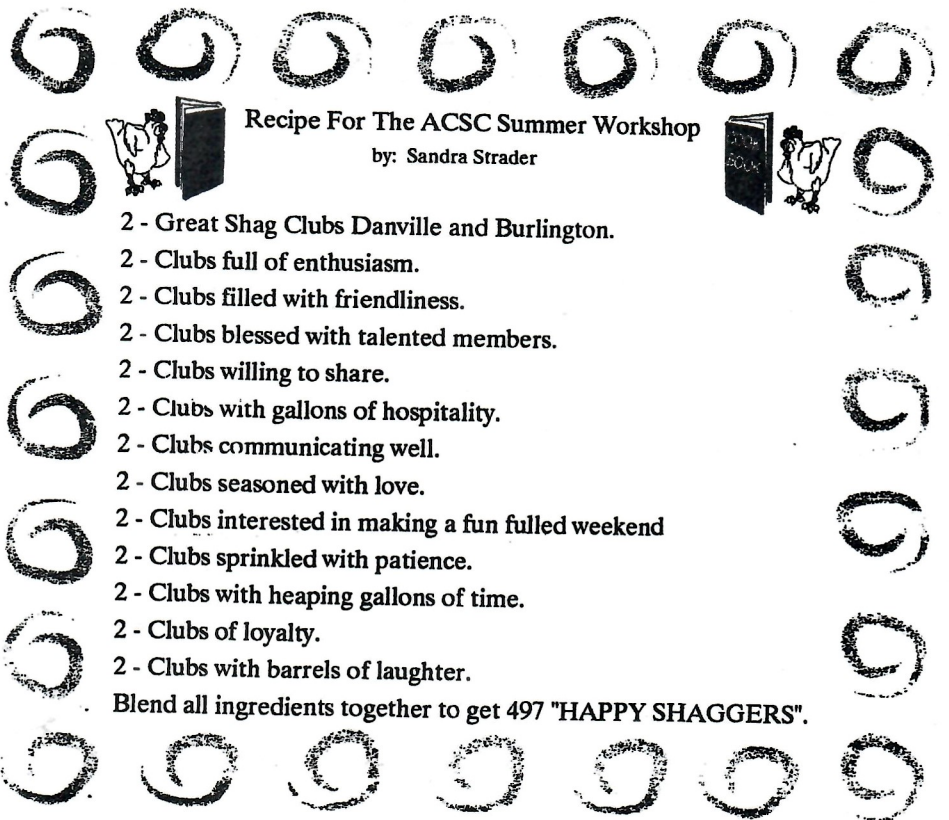 Recipe For The ACSC Summer Workshop
by: Sandra Strader
COOK
BOOK
2 - Great Shag Clubs Danville and Burlington.
2 - Clubs full of enthusiasm.
2 - Clubs filled with friendliness.
2 - Clubs blessed with talented members.
2 - Clubs willing to share.
2 - Clubs with gallons of hospitality.
2 - Clubs communicating well.
2 - Clubs seasoned with love.
2 - Clubs interested in making a fun fulled weekend
2 - Clubs sprinkled with patience.
2 - Clubs with heaping gallons of time.
2 - Clubs of loyalty.
2 - Clubs with barrels of laughter.
Blend all ingredients together to get 497 "HAPPY SHAGGERS".